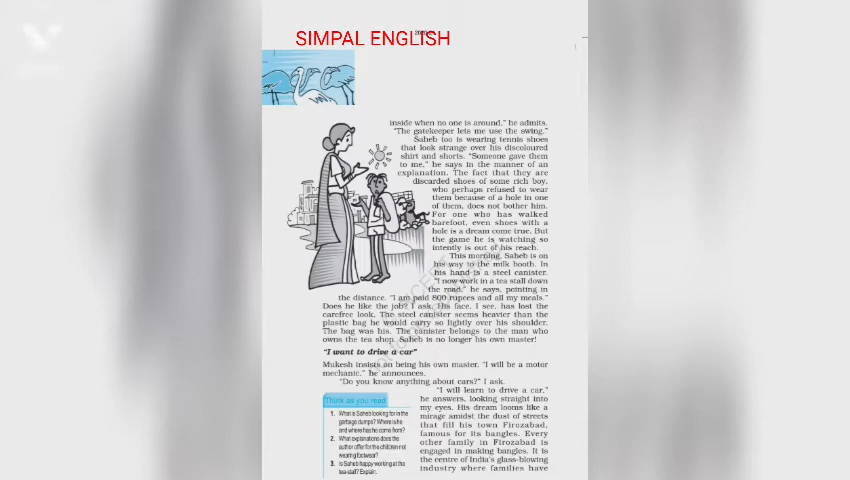 SIMPAL ENGLISH
inside when no one is around," he admits.
"The gatekeeper lets me use the swing."
Saheb too is wearing tennis shoes
that look strange over his discoloured
shirt and shorts. "Someone gave them
to me," he says in the manner of an
explanation. The fact that they are
discarded shoes of some rich boy,
who perhaps refused to wear
them because of a hole in one
of them, does not bother him.
For one who has walked
barefoot, even shoes with a
hole is a dream come true. But
the game he is watching so
intently is out of his reach.
This morning, Saheb is on
his way to the milk booth. In
his hand is a steel canister.
"I now work in a tea stall down
the road," he says, pointing in
the distance. "I am paid 800 rupees and all my meals."
Does he like the job? I ask. His face, I see, has lost the
carefree look. The steel canister seems heavier than the
plastic bag he would carry so lightly over his shoulder.
The bag was his. The canister belongs to the man who
owns the tea shop. Saheb is no longer his own master!
"I want to drive a car"
Mukesh insists on being his own master. "I will be a motor
mechanic," he announces.
"Do you know anything about cars?" I ask.
"I will learn to drive a car,"
he answers, looking straight into
my eyes. His dream looms like a
mirage amidst the dust of streets
that fill his town Firozabad,
famous for its bangles. Every
other family in Firozabad is
engaged in making bangles. It is
the centre of India's glass-blowing
industry where families have
Think as you read
1. What is Saheb looking for in the
garbage dumps? Where is he
and where has he come from?
2. What explanations does the
author offer for the children not
wearing footwear?
3. Is Saheb happy working at the
tea-stall? Explain.